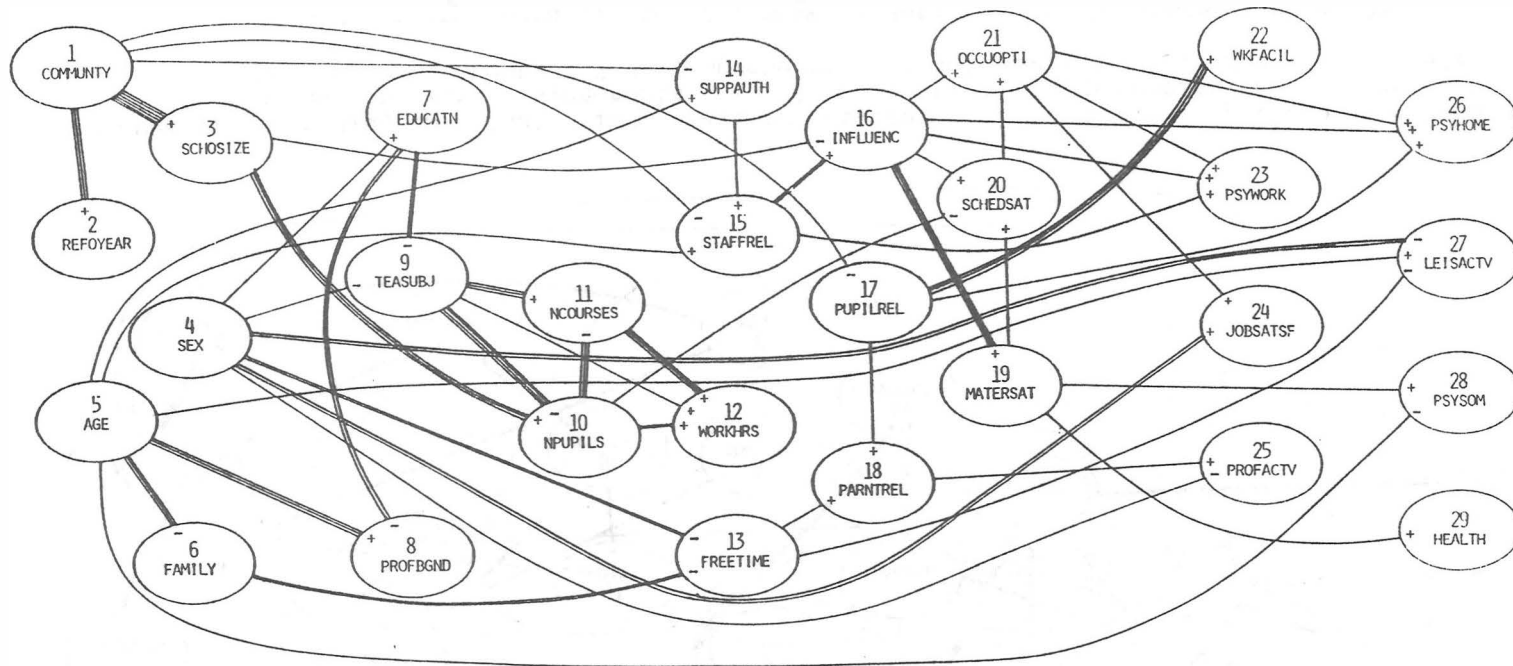 1
COMMUNTY
+
2
REFOYEAR
+
3
SCHOSIZE
4
SEX
5
AGE
-
6
FAMILY
7
EDUCATN
+
-
+
8
PROFBGND
-
9
TEASUBJ
-
+
-
10
NPUPILS
+
11
NCOURSES
-
+
+
+
12
WORKHRS
-
13
FREETIME
-
-
14
SUPPAUTH
+
+
-
15
STAFFREL
+
-
16
INFLUENC
+
-
17
PUPILREL
+
18
PARNTREL
+
+
19
MATERSAT
+
20
SCHEDSAT
-
+
21
OCCUOPTI
+
+
22
WKFACIL
+
+
+
+
23
PSYWORK
+
24
JOBSATSF
+
25
PROFACTV
+
-
26
PSYHOME
+
+
+
27
LEISACTV
-
+
-
28
PSYSOM
+
-
29
HEALTH
+